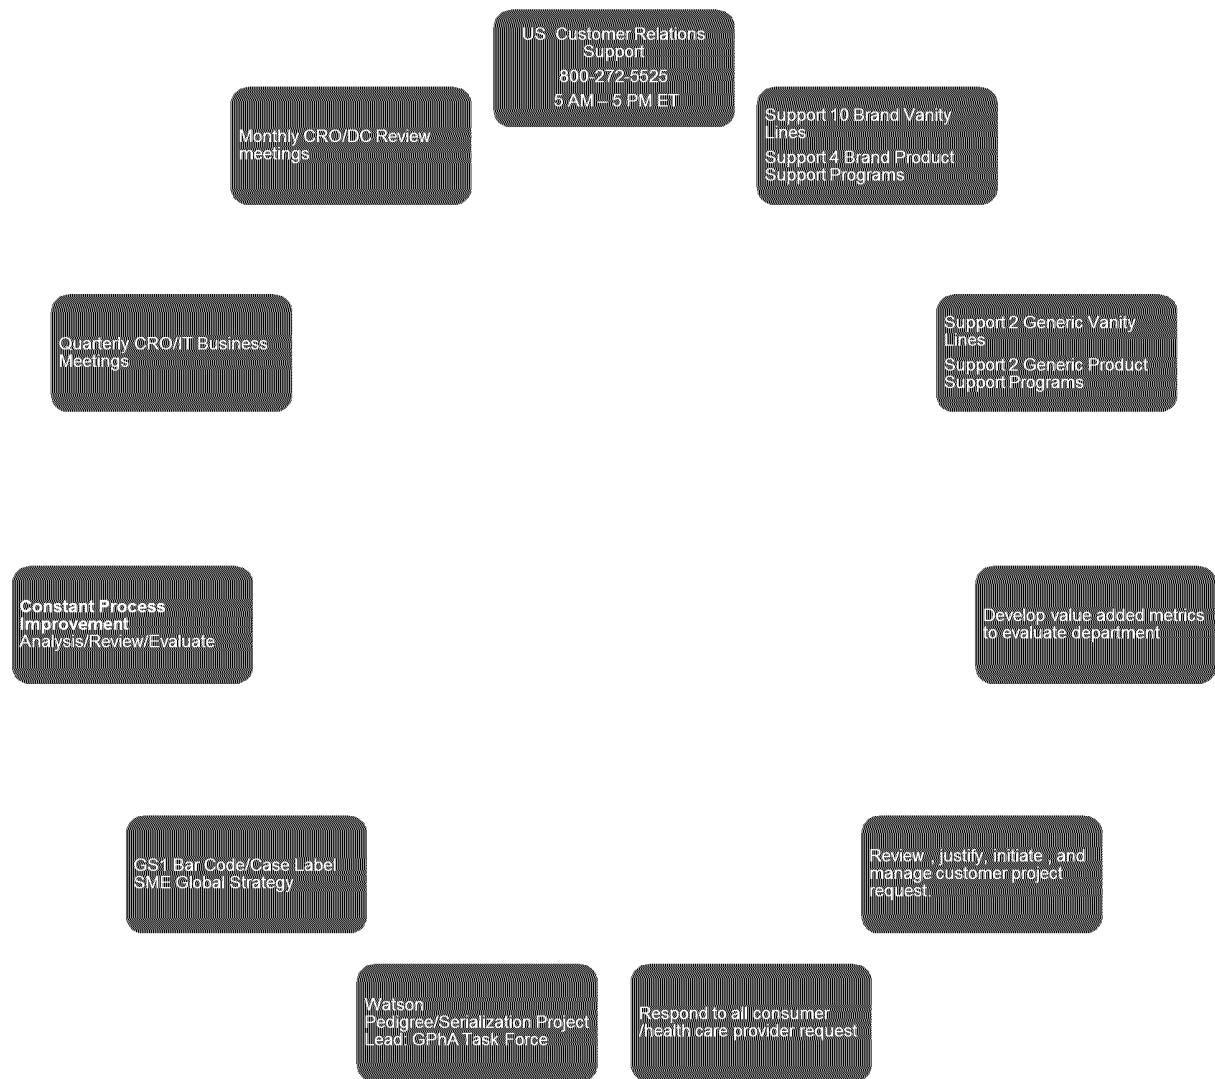 US Customer Relations
Support
800-272-5525
5 AM – 5 PM ET
Support 10 Brand Vanity
Lines
Support 4 Brand Product
Support Programs
Support 2 Generic Vanity
Lines
Support 2 Generic Product
Support Programs
Develop value added metrics
to evaluate department
Review , justify, initiate , and
manage customer project
request.
Respond to all consumer
/health care provider request
Watson
Pedigree/Serialization Project
Lead: GPhA Task Force
GS1 Bar Code/Case Label
SME Global Strategy
Constant Process
Improvement
Analysis/Review/Evaluate
Quarterly CRO/IT Business
Meetings
Monthly CRO/DC Review
meetings